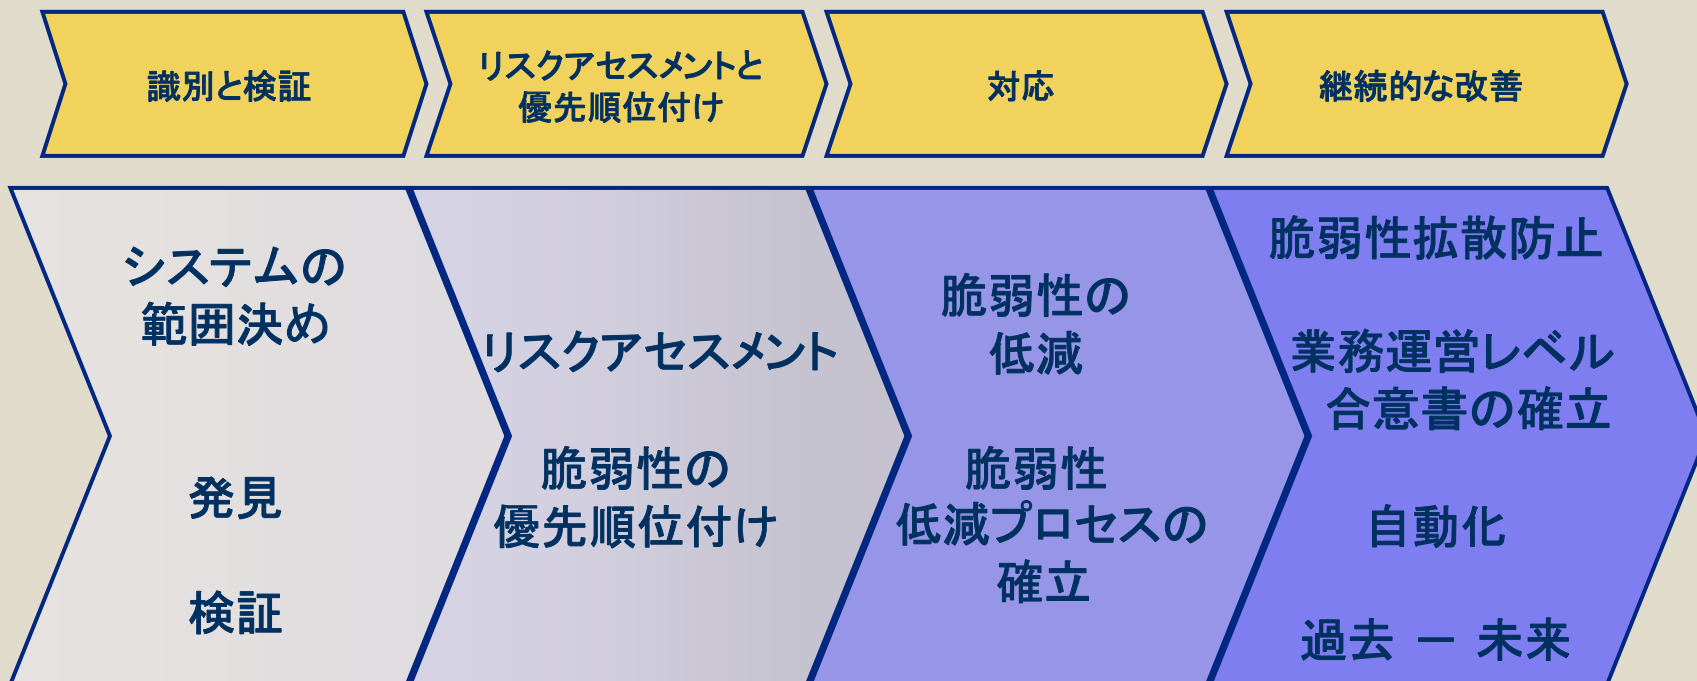 識別と検証
リスクアセスメントと
優先順位付け
対応
継続的な改善
システムの
範囲決め
発見
検証
リスクアセスメント
脆弱性の
優先順位付け
脆弱性の
低減
脆弱性
低減プロセスの
確立
脆弱性拡散防止
業務運営レベル
合意書の確立
自動化
過去 － 未来